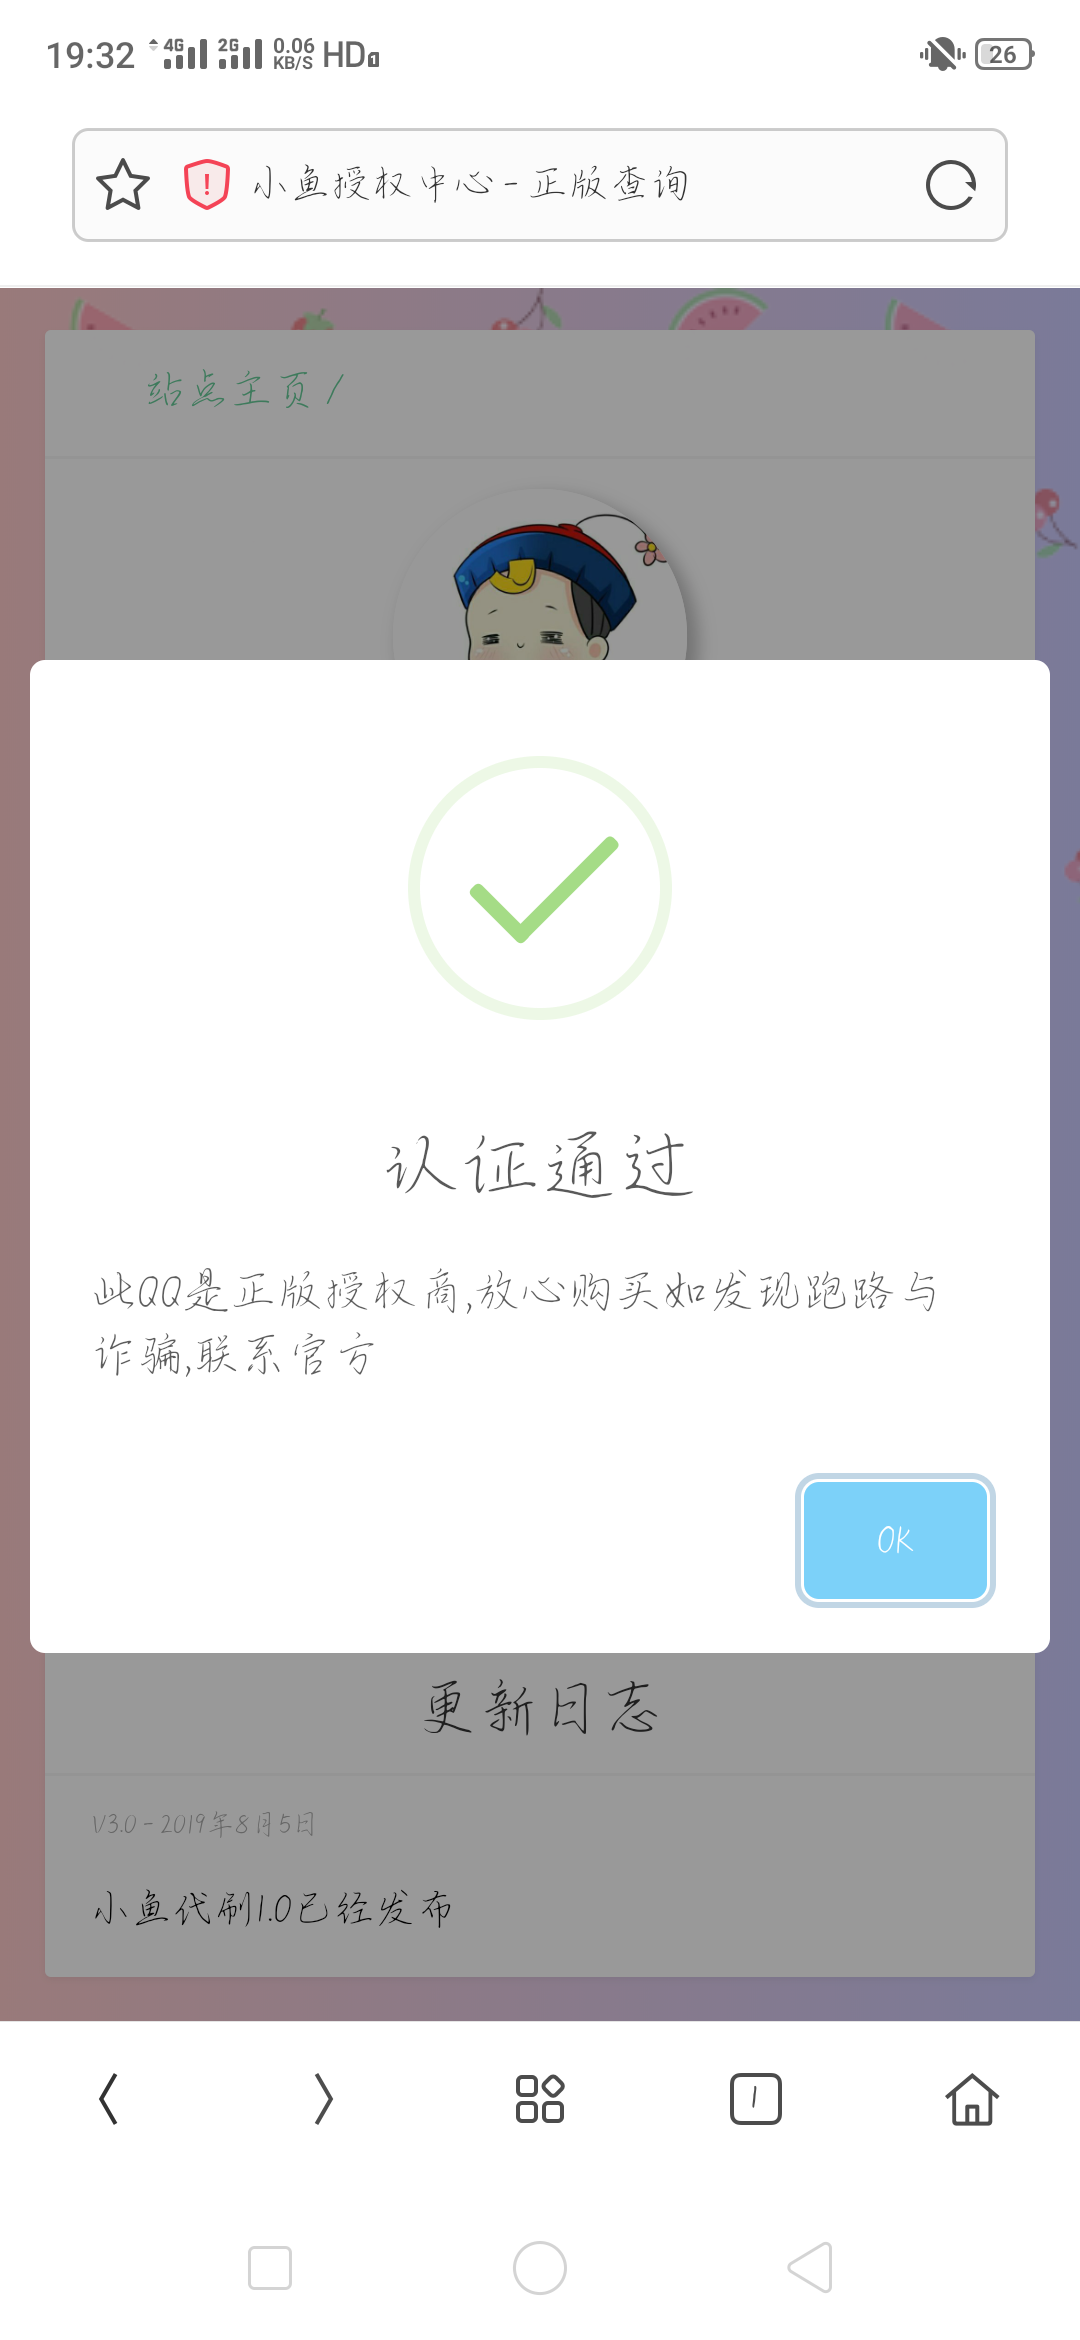 19:32 4G 2G 0.06 KB/S HD1 26
小鱼授权中心-正版查询
站点主页 /
认证通过
此QQ是正版授权商,放心购买如发现跑路与
诈骗,联系官方
OK
更新日志
V3.0-2019年8月5日
小鱼代刷1.0已经发布
1